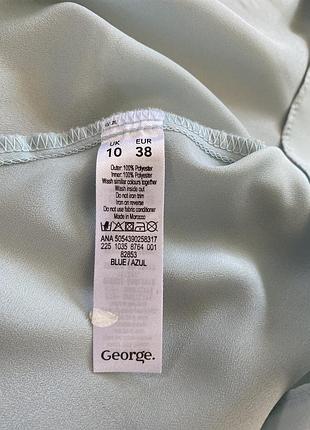 UK EUR
10 38
Outer: 100% Polyester
Inner: 100% Polyester
Wash similar colours together
Wash inside out
Do not iron trim
Iron on reverse
Do not use fabric conditioner
Made in Morocco
ANA 5054390258317
225 1035 8764 001
82853
BLUE / AZUL
George.